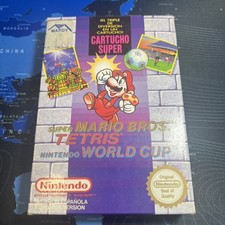 ¡EL TRIPLE
DE
DIVERSIÓN
EN UN
CARTUCHO!
CARTUCHO
SUPER
SUPER MARIO BROS.
TETRIS
NINTENDO WORLD CUP
Nintendo
ESPAÑOLA
VERSION
Original
Nintendo
Seal of
Quality
CHINA